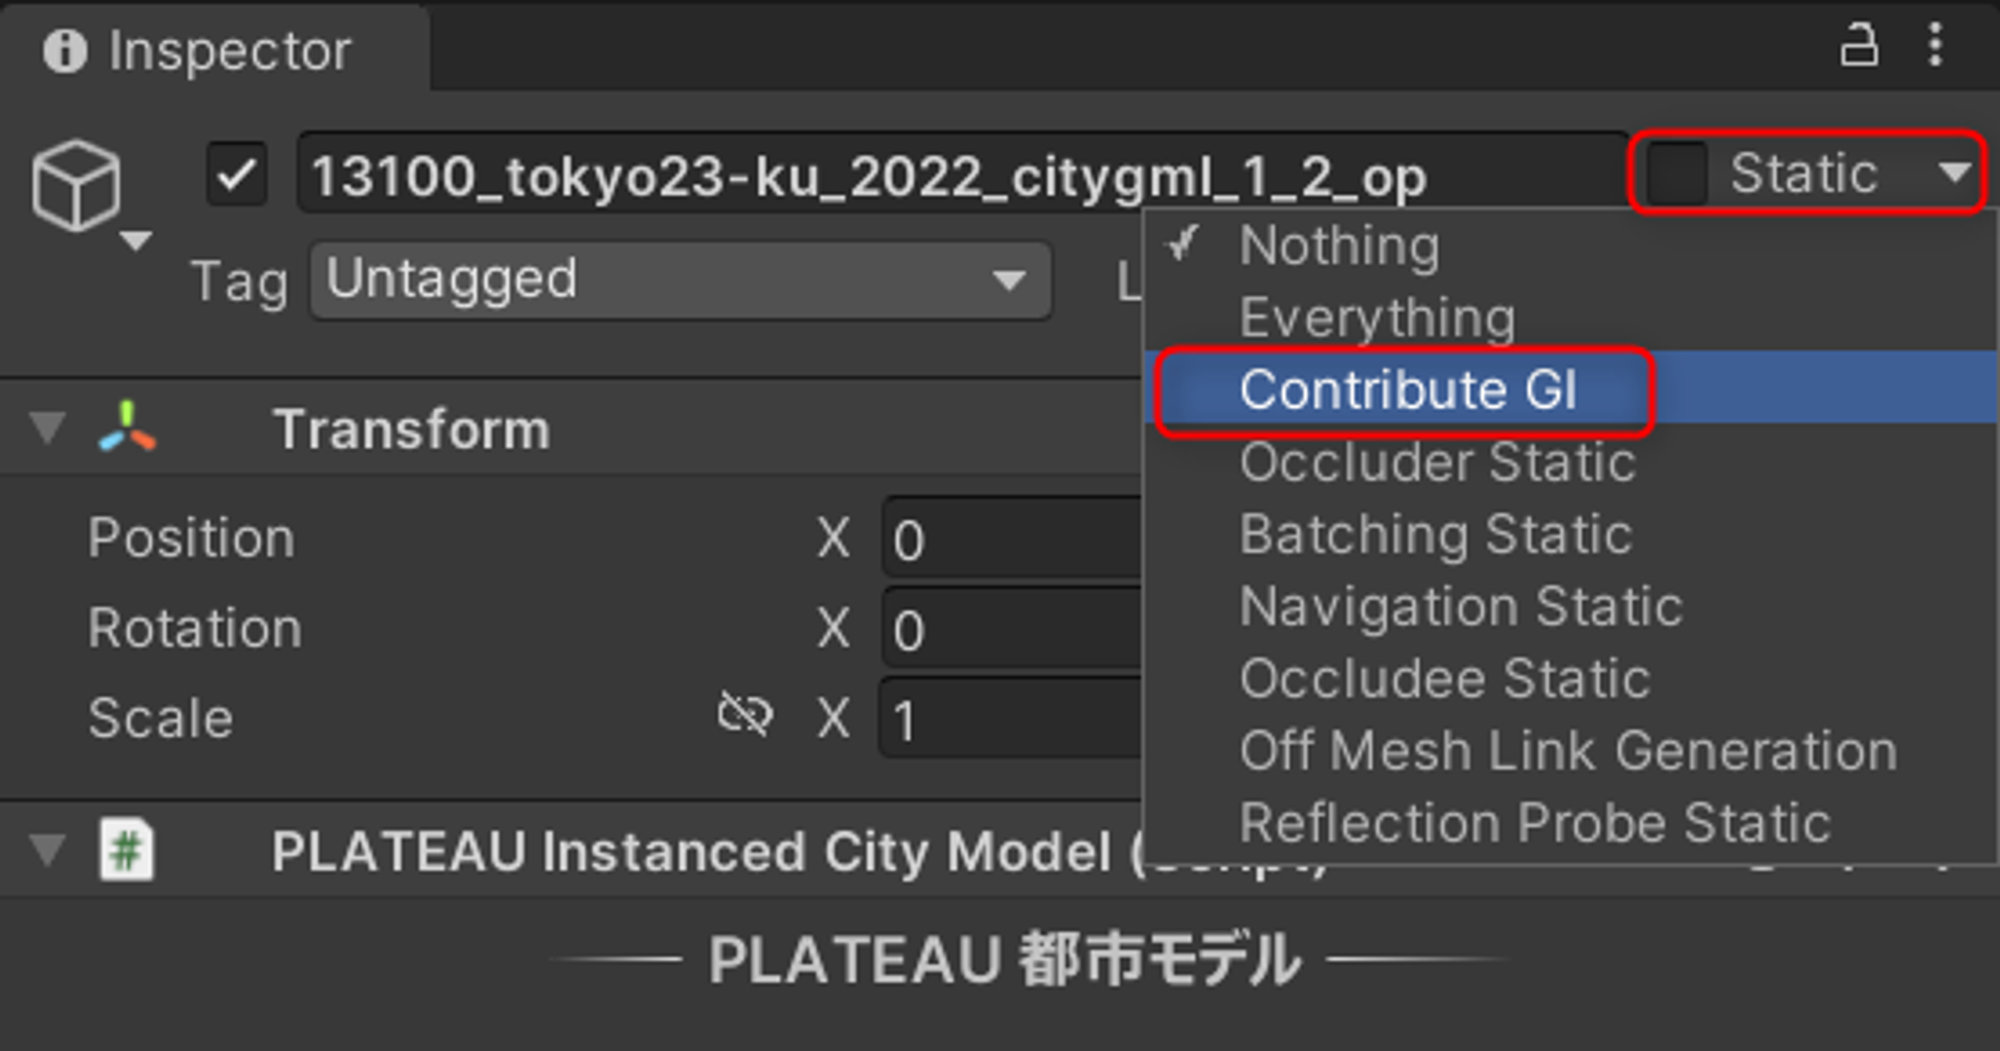 Inspector
13100_tokyo23-ku_2022_citygml_1_2_op
Static
Tag
Untagged
L
Nothing
Everything
Contribute GI
Occluder Static
Batching Static
Navigation Static
Occludee Static
Off Mesh Link Generation
Reflection Probe Static
Transform
Position X 0
Rotation X 0
Scale X 1
# PLATEAU Instanced City Model (Script)
PLATEAU 都市モデル